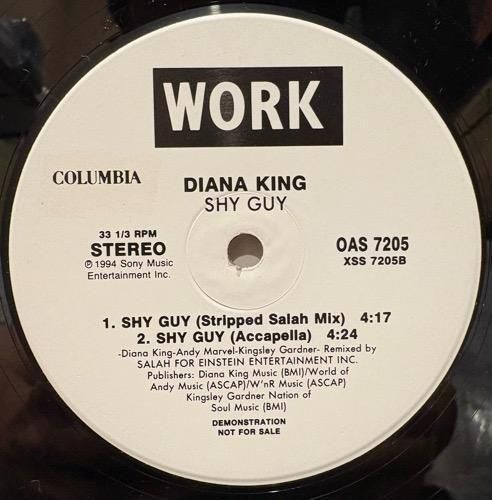 WORK
COLUMBIA
DIANA KING
SHY GUY
33 1/3 RPM
STEREO
℗ 1994 Sony Music
Entertainment Inc.
OAS 7205
XSS 7205B
1. SHY GUY (Stripped Salah Mix) 4:17
2. SHY GUY (Accapella) 4:24
-Diana King-Andy Marvel-Kingsley Gardner- Remixed by
SALAH FOR EINSTEIN ENTERTAINMENT INC.
Publishers: Diana King Music (BMI)/World of
Andy Music (ASCAP)/W'nR Music (ASCAP)
Kingsley Gardner Nation of
Soul Music (BMI)
DEMONSTRATION
NOT FOR SALE